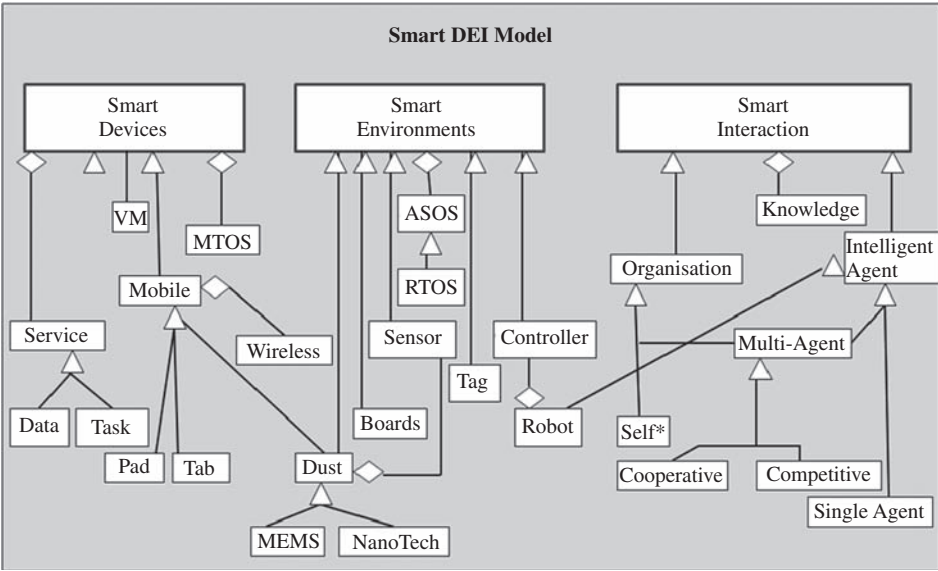 Smart DEI Model
Smart
Devices
Smart
Environments
Smart
Interaction
VM
MTOS
ASOS
Knowledge
Mobile
RTOS
Organisation
Intelligent
Agent
Service
Wireless
Sensor
Controller
Multi-Agent
Data
Task
Tag
Boards
Robot
Self*
Pad
Tab
Dust
Cooperative
Competitive
Single Agent
MEMS
NanoTech